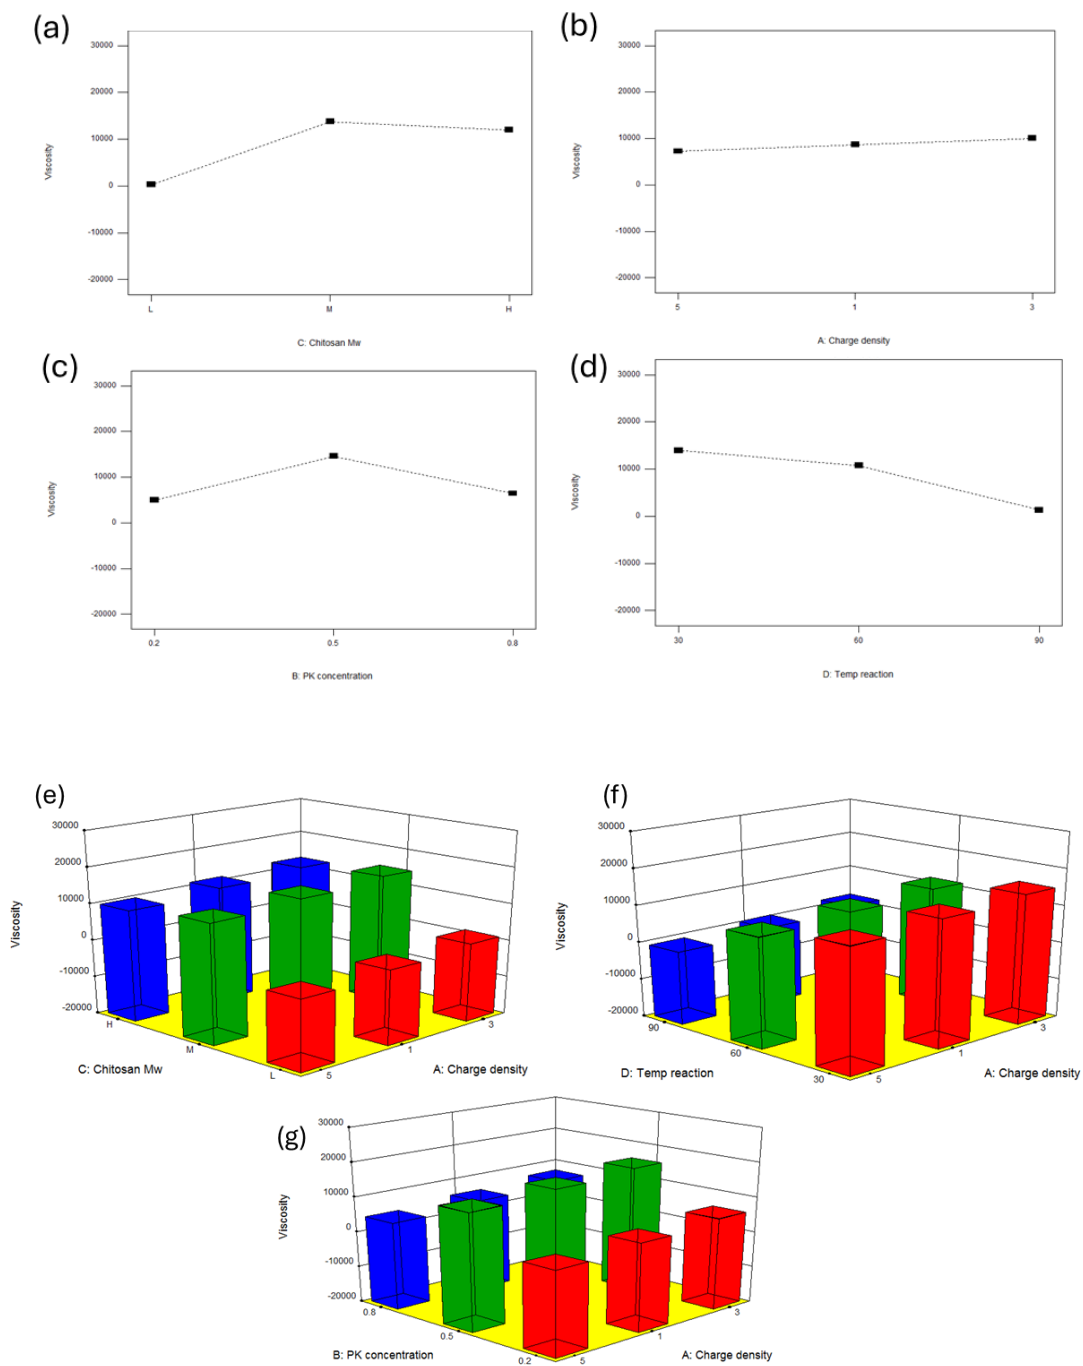 (a)
30000
20000
10000
0
-10000
-20000
Viscosity
L M H
C: Chitosan Mw
(b)
30000
20000
10000
0
-10000
-20000
Viscosity
5 1 3
A: Charge density
(c)
30000
20000
10000
0
-10000
-20000
Viscosity
0.2 0.5 0.8
B: PK concentration
(d)
30000
20000
10000
0
-10000
-20000
Viscosity
30 60 90
D: Temp reaction
(e)
30000
20000
10000
0
-10000
-20000
Viscosity
H
M
L
5
1
3
C: Chitosan Mw
A: Charge density
(f)
30000
20000
10000
0
-10000
-20000
Viscosity
90
60
30
5
1
3
D: Temp reaction
A: Charge density
(g)
30000
20000
10000
0
-10000
-20000
Viscosity
0.8
0.5
0.2
5
1
3
B: PK concentration
A: Charge density